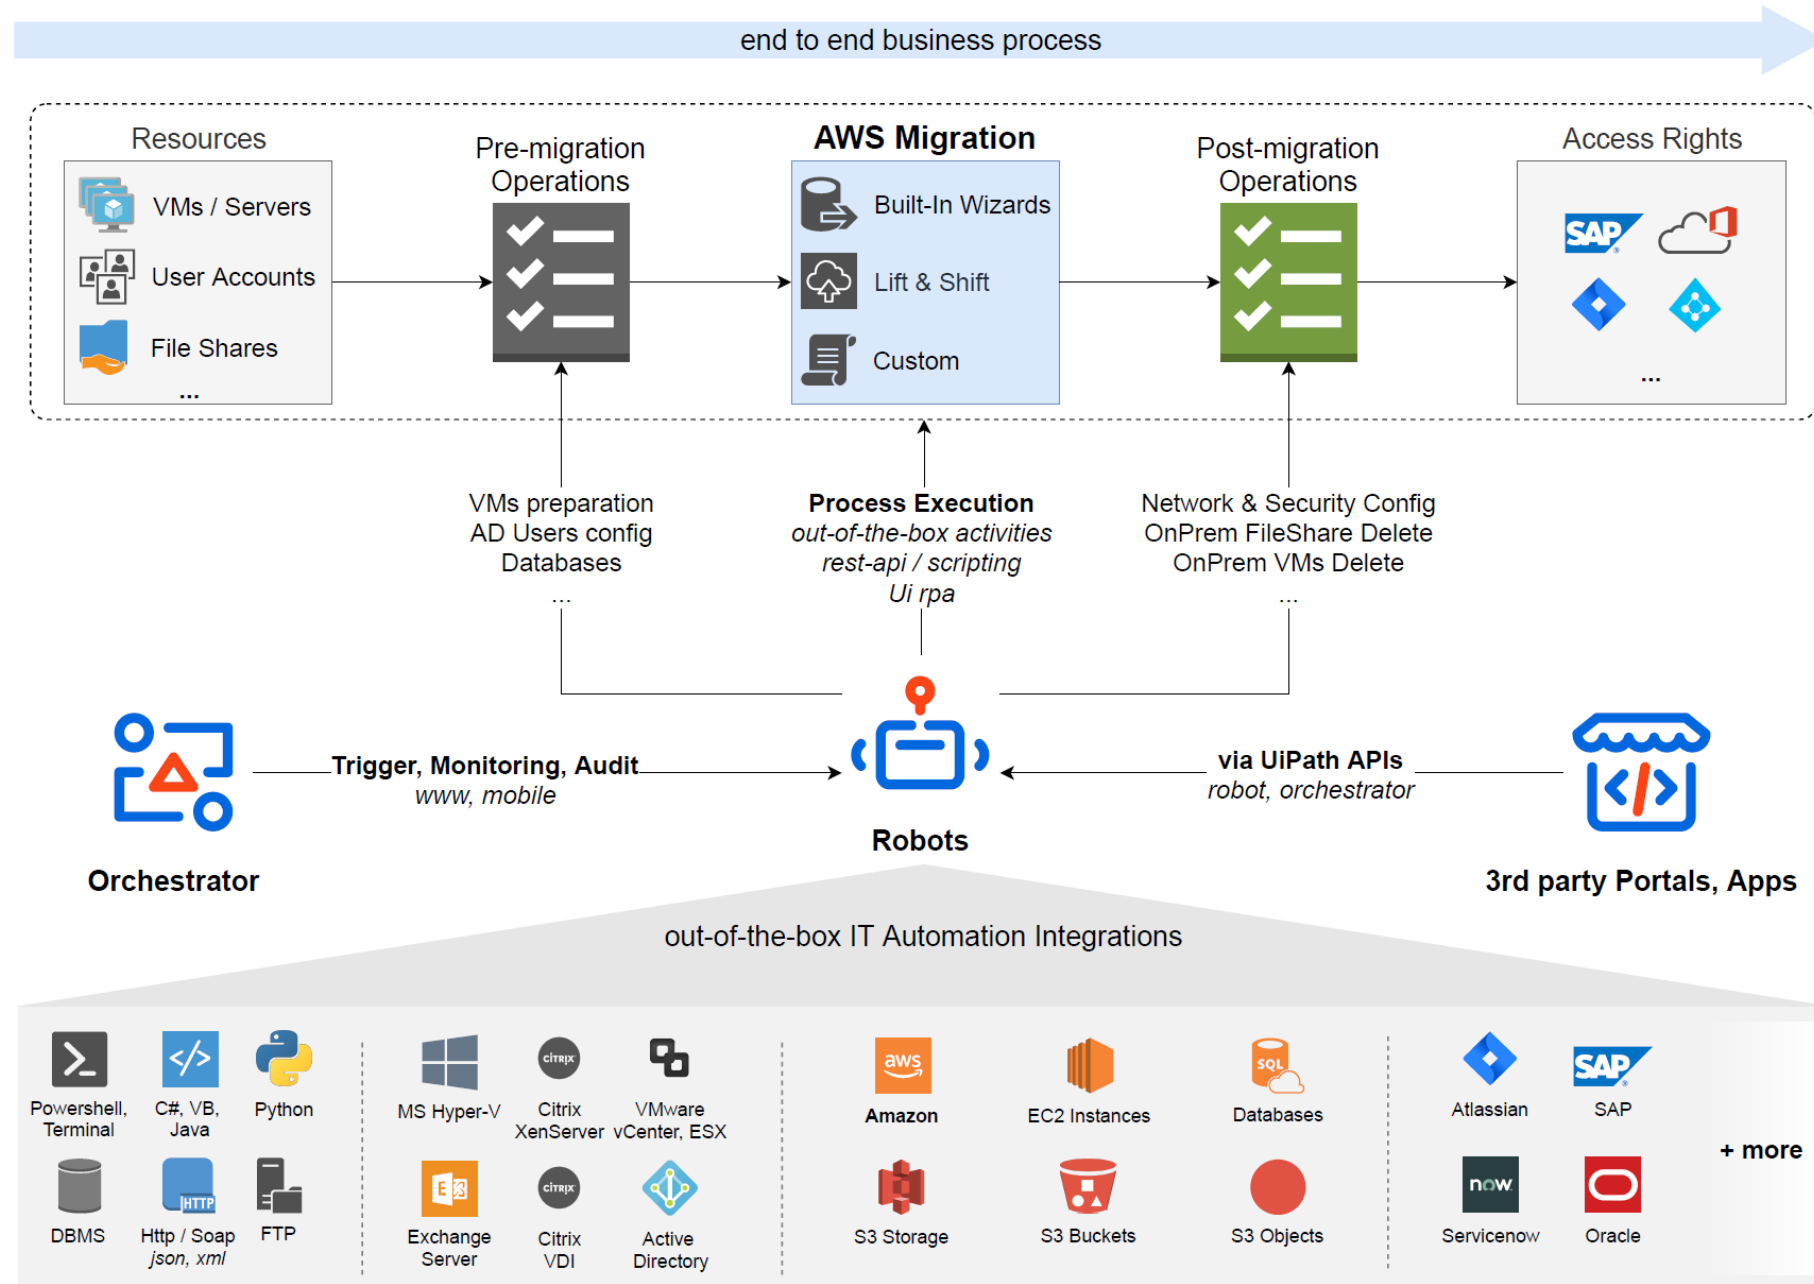 end to end business process
Resources
VMs / Servers
User Accounts
File Shares
...
Pre-migration
Operations
AWS Migration
Built-In Wizards
Lift & Shift
Custom
Post-migration
Operations
Access Rights
SAP
...
VMs preparation
AD Users config
Databases
...
Process Execution
out-of-the-box activities
rest-api / scripting
Ui rpa
Network & Security Config
OnPrem FileShare Delete
OnPrem VMs Delete
...
Orchestrator
Trigger, Monitoring, Audit
www, mobile
Robots
via UiPath APIs
robot, orchestrator
3rd party Portals, Apps
out-of-the-box IT Automation Integrations
Powershell,
Terminal
C#, VB,
Java
Python
DBMS
HTTP
Http / Soap
json, xml
FTP
MS Hyper-V
CITRIX
Citrix
XenServer
VMware
vCenter, ESX
E
Exchange
Server
CITRIX
Citrix
VDI
Active
Directory
aws
Amazon
EC2 Instances
SQL
Databases
S3 Storage
S3 Buckets
S3 Objects
Atlassian
SAP
SAP
now
Servicenow
Oracle
+ more